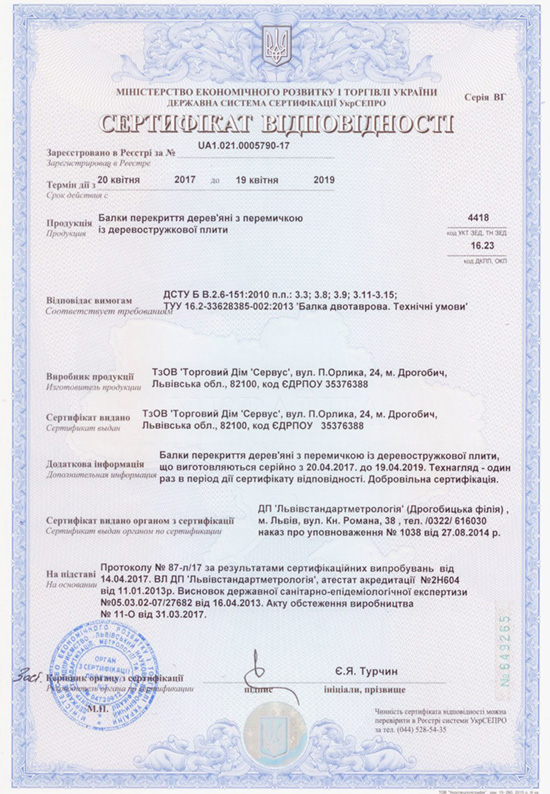 МІНІСТЕРСТВО ЕКОНОМІЧНОГО РОЗВИТКУ І ТОРГІВЛІ УКРАЇНИ
ДЕРЖАВНА СИСТЕМА СЕРТИФІКАЦІЇ УкрСЕПРО
Серія ВГ
СЕРТИФІКАТ ВІДПОВІДНОСТІ
Зареєстровано в Реєстрі за № UA1.021.0005790-17
Зарегистрирован в Реестре
Термін дії з 20 квітня 2017 до 19 квітня 2019
Срок действия с
Продукція Балки перекриття дерев'яні з перемичкою 4418
Продукция із деревостружкової плити код УКТ ЗЕД, ТН ЗЕД
16.23
код ДКПП, ОКП
Відповідає вимогам ДСТУ Б В.2.6-151:2010 п.п.: 3.3; 3.8; 3.9; 3.11-3.15;
Соответствует требованиям ТУУ 16.2-33628385-002:2013 'Балка двотаврова. Технічні умови'
Виробник продукції ТзОВ 'Торговий Дім 'Сервус', вул. П.Орлика, 24, м. Дрогобич,
Изготовитель продукции Львівська обл., 82100, код ЄДРПОУ 35376388
Сертифікат видано ТзОВ 'Торговий Дім 'Сервус', вул. П.Орлика, 24, м. Дрогобич,
Сертификат выдан Львівська обл., 82100, код ЄДРПОУ 35376388
Додаткова інформація Балки перекриття дерев'яні з перемичкою із деревостружкової плити,
Дополнительная информация що виготовляються серійно з 20.04.2017. до 19.04.2019. Технагляд - один
раз в період дії сертифікату відповідності. Добровільна сертифікація.
Сертифікат видано органом з сертифікації ДП 'Львівстандартметрологія' (Дрогобицька філія) ,
Сертификат выдан органом по сертификации м. Львів, вул. Кн. Романа, 38 , тел. /0322/ 616030
наказ про уповноваження № 1038 від 27.08.2014 р.
На підставі Протоколу № 87-л/17 за результатами сертифікаційних випробувань від
На основании 14.04.2017. ВЛ ДП 'Львівстандартметрологія', атестат акредитації №2Н604
від 11.01.2013р. Висновок державної санітарно-епідеміологічної експертизи
№05.03.02-07/27682 від 16.04.2013. Акту обстеження виробництва
№ 11-О від 31.03.2017.
№649265
ОРГАН
З СЕРТИФІКАЦІЇ
Керівник органу з сертифікації Є.Я. Турчин
Руководитель органа по сертификации підпис ініціали, прізвище
М.П.
Чинність сертифіката відповідності можна
перевірити в Реєстрі системи УкрСЕПРО
за тел. (044) 528-54-35